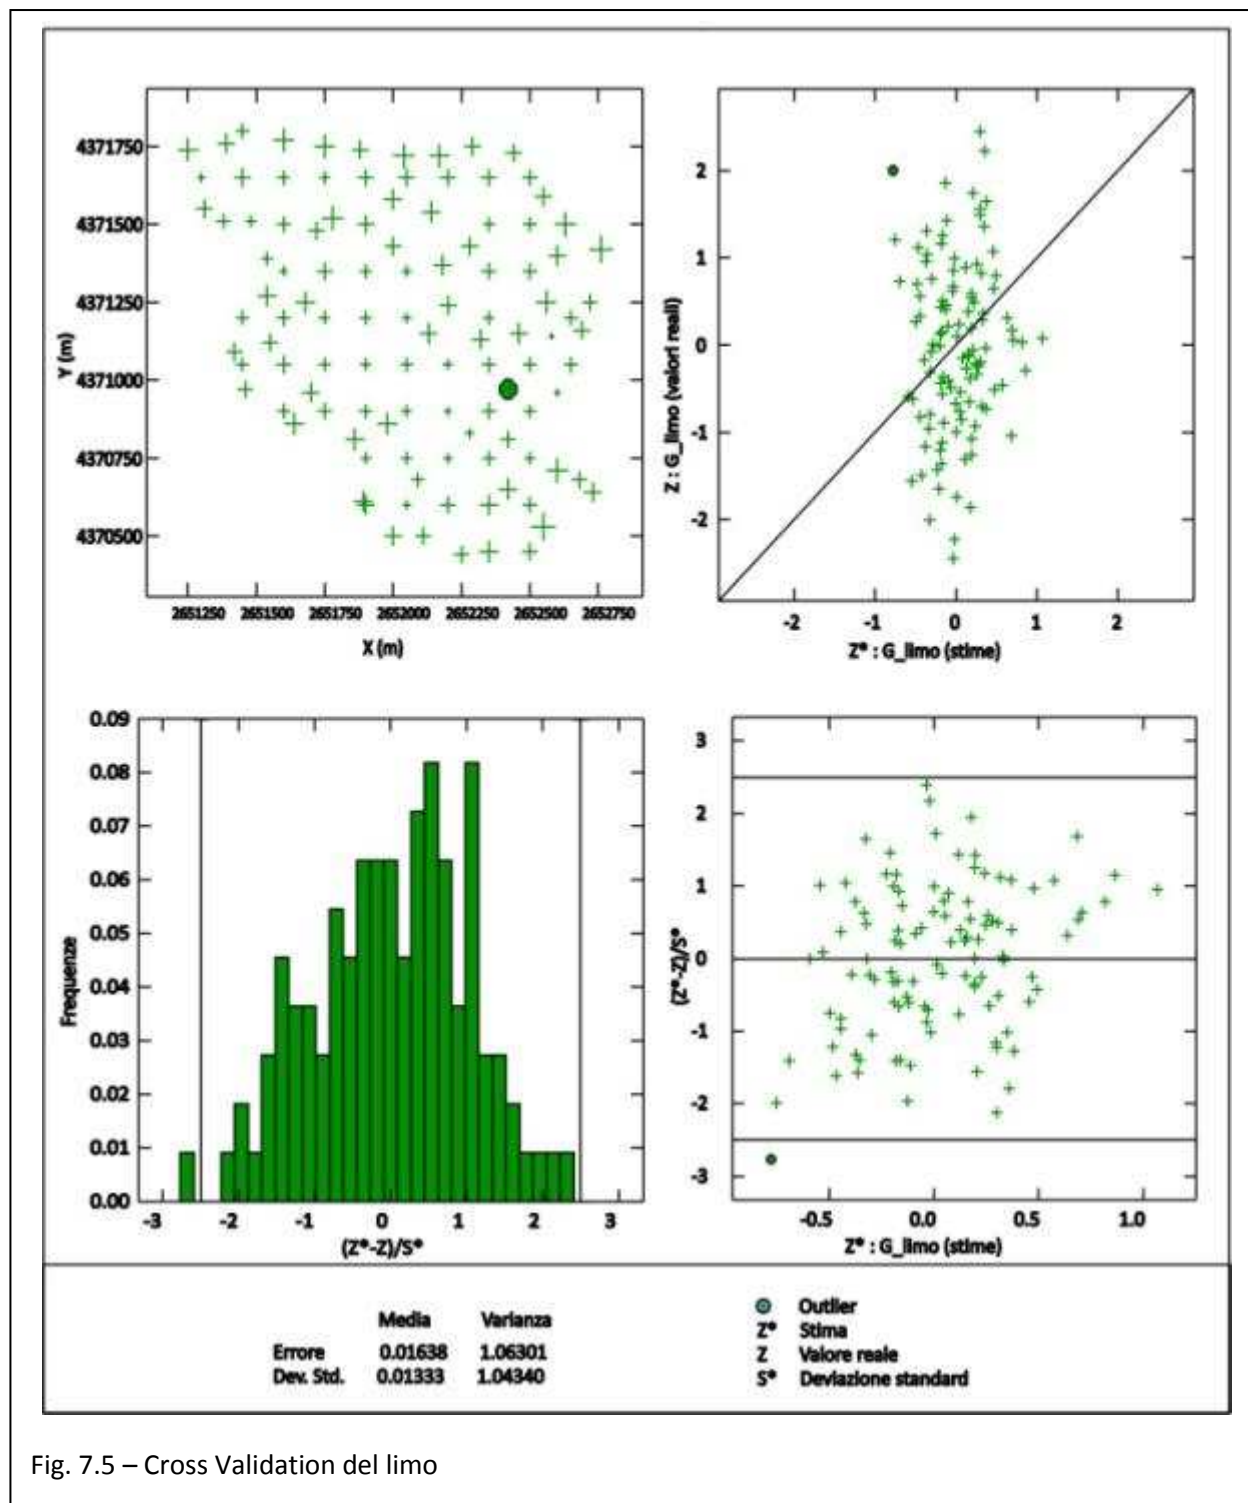 4371750
4371500
4371250
4371000
4370750
4370500
Y (m)
2651250 2651500 2651750 2652000 2652250 2652500 2652750
X (m)
2
1
0
-1
-2
Z : G_limo (valori reali)
-2 -1 0 1 2
Z* : G_limo (stime)
0.09
0.08
0.07
0.06
0.05
0.04
0.03
0.02
0.01
0.00
Frequenze
-3 -2 -1 0 1 2 3
(Z*-Z)/S*
3
2
1
0
-1
-2
-3
(Z*-Z)/S*
-0.5 0.0 0.5 1.0
Z* : G_limo (stime)
Media Varianza
Errore 0.01638 1.06301
Dev. Std. 0.01333 1.04340
Outlier
Z* Stima
Z Valore reale
S* Deviazione standard
Fig. 7.5 – Cross Validation del limo